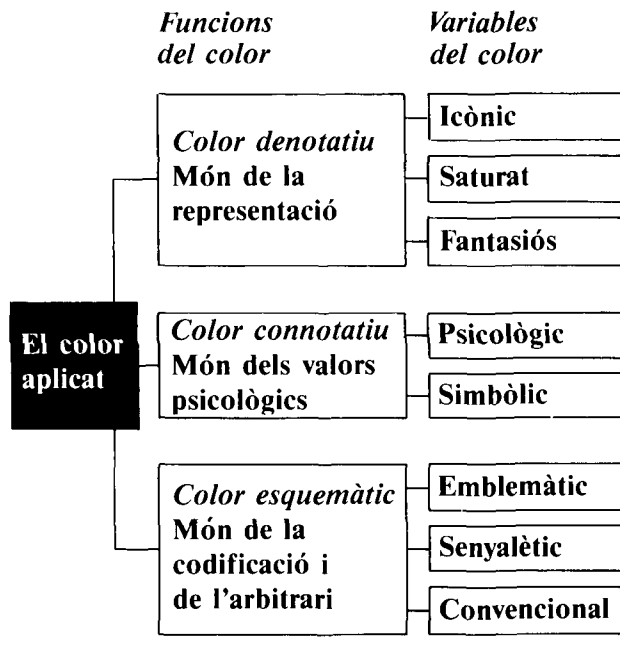 Funcions
del color
Variables
del color
El color
aplicat
Color denotatiu
Món de la
representació
Icònic
Saturat
Fantasiós
Color connotatiu
Món dels valors
psicològics
Psicològic
Simbòlic
Color esquemàtic
Món de la
codificació i
de l'arbitrari
Emblemàtic
Senyalètic
Convencional